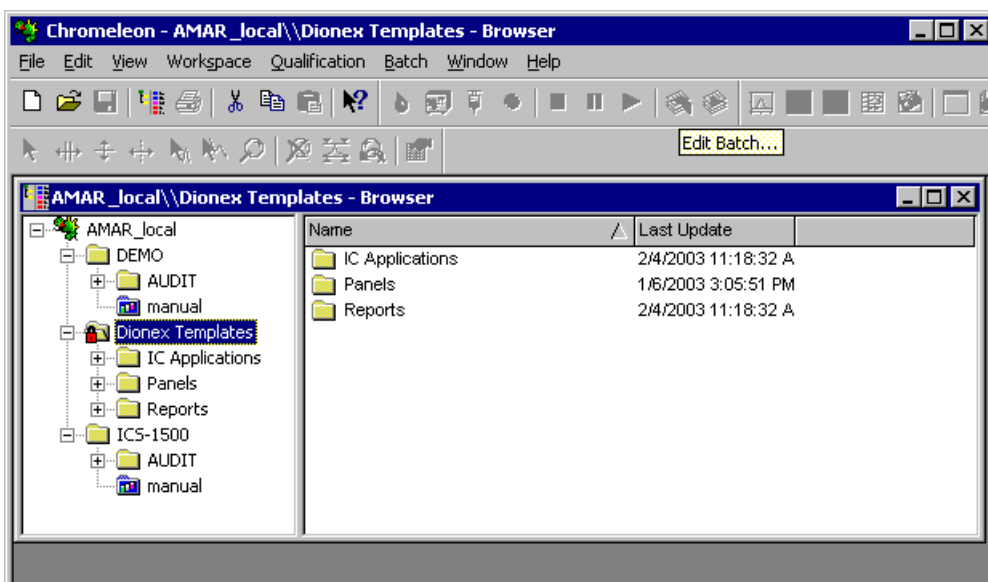 Chromeleon - AMAR_local\\Dionex Templates - Browser
File Edit View Workspace Qualification Batch Window Help
Edit Batch...
AMAR_local\\Dionex Templates - Browser
AMAR_local
DEMO
AUDIT
manual
Dionex Templates
IC Applications
Panels
Reports
ICS-1500
AUDIT
manual
Name Last Update
IC Applications 2/4/2003 11:18:32 A
Panels 1/6/2003 3:05:51 PM
Reports 2/4/2003 11:18:32 A